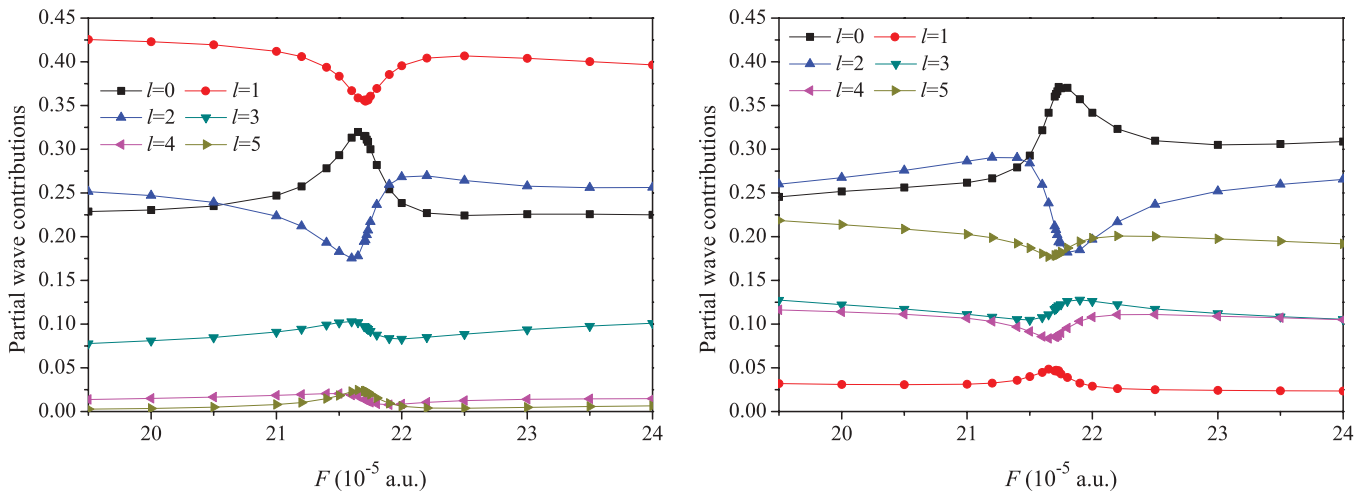 Partial wave contributions
0.45
0.40
0.35
0.30
0.25
0.20
0.15
0.10
0.05
0.00
l=0 l=1
l=2 l=3
l=4 l=5
20 21 22 23 24
F (10⁻⁵ a.u.)
Partial wave contributions
0.45
0.40
0.35
0.30
0.25
0.20
0.15
0.10
0.05
0.00
l=0 l=1
l=2 l=3
l=4 l=5
20 21 22 23 24
F (10⁻⁵ a.u.)